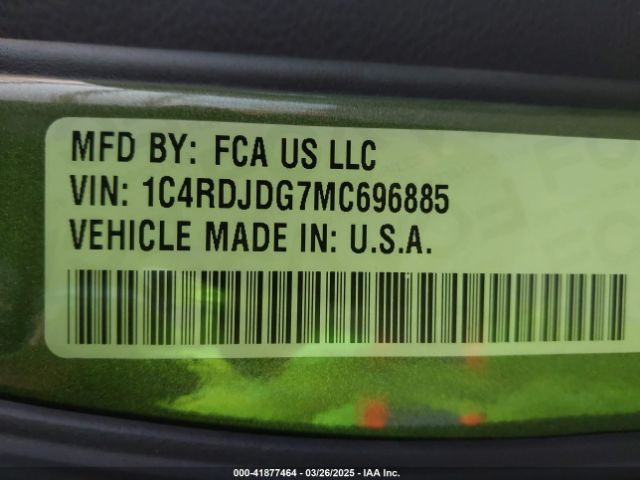 MFD BY: FCA US LLC
VIN: 1C4RDJDG7MC696885
VEHICLE MADE IN: U.S.A.
000-41877464 - 03/26/2025 - IAA Inc.